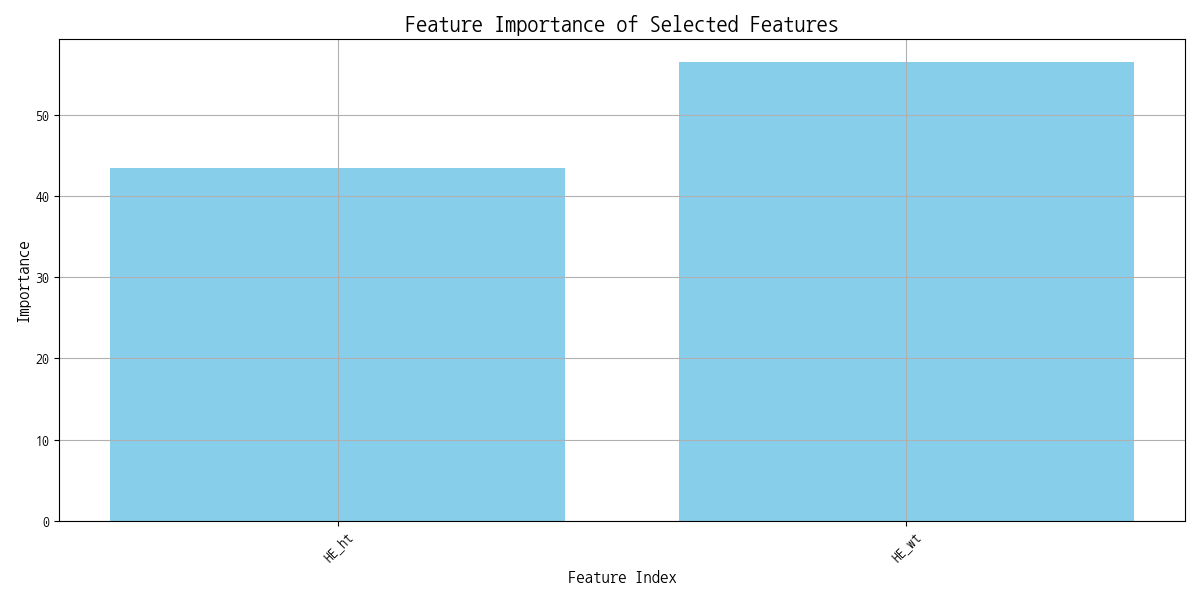 Feature Importance of Selected Features
Importance
50
40
30
20
10
0
HE_ht
HE_wt
Feature Index